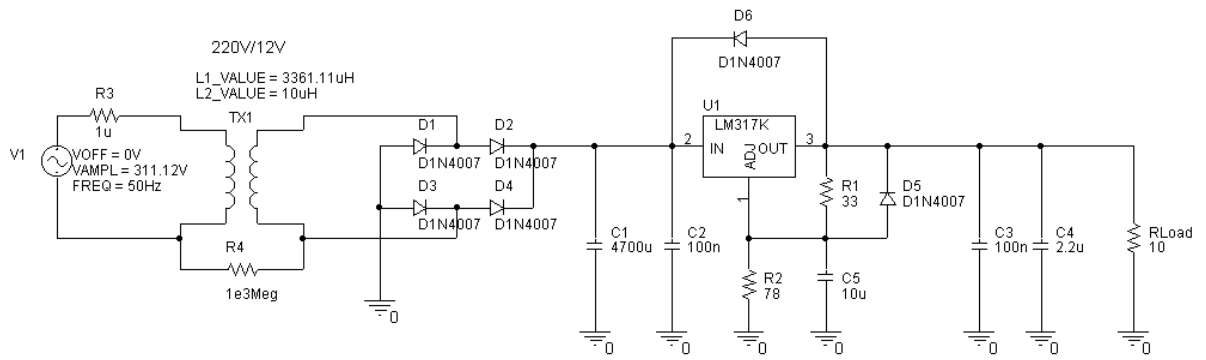 D6
D1N4007
220V/12V
L1_VALUE = 3361.11uH
L2_VALUE = 10uH
R3
1u
TX1
V1
VOFF = 0V
VAMPL = 311.12V
FREQ = 50Hz
D1
D1N4007
D2
D1N4007
D3
D1N4007
D4
D1N4007
R4
1e3Meg
0
U1
LM317K
2
IN
ADJ
OUT
3
1
R1
33
D5
D1N4007
C1
4700u
C2
100n
R2
78
C5
10u
C3
100n
C4
2.2u
RLoad
10
0
0
0
0
0
0
0